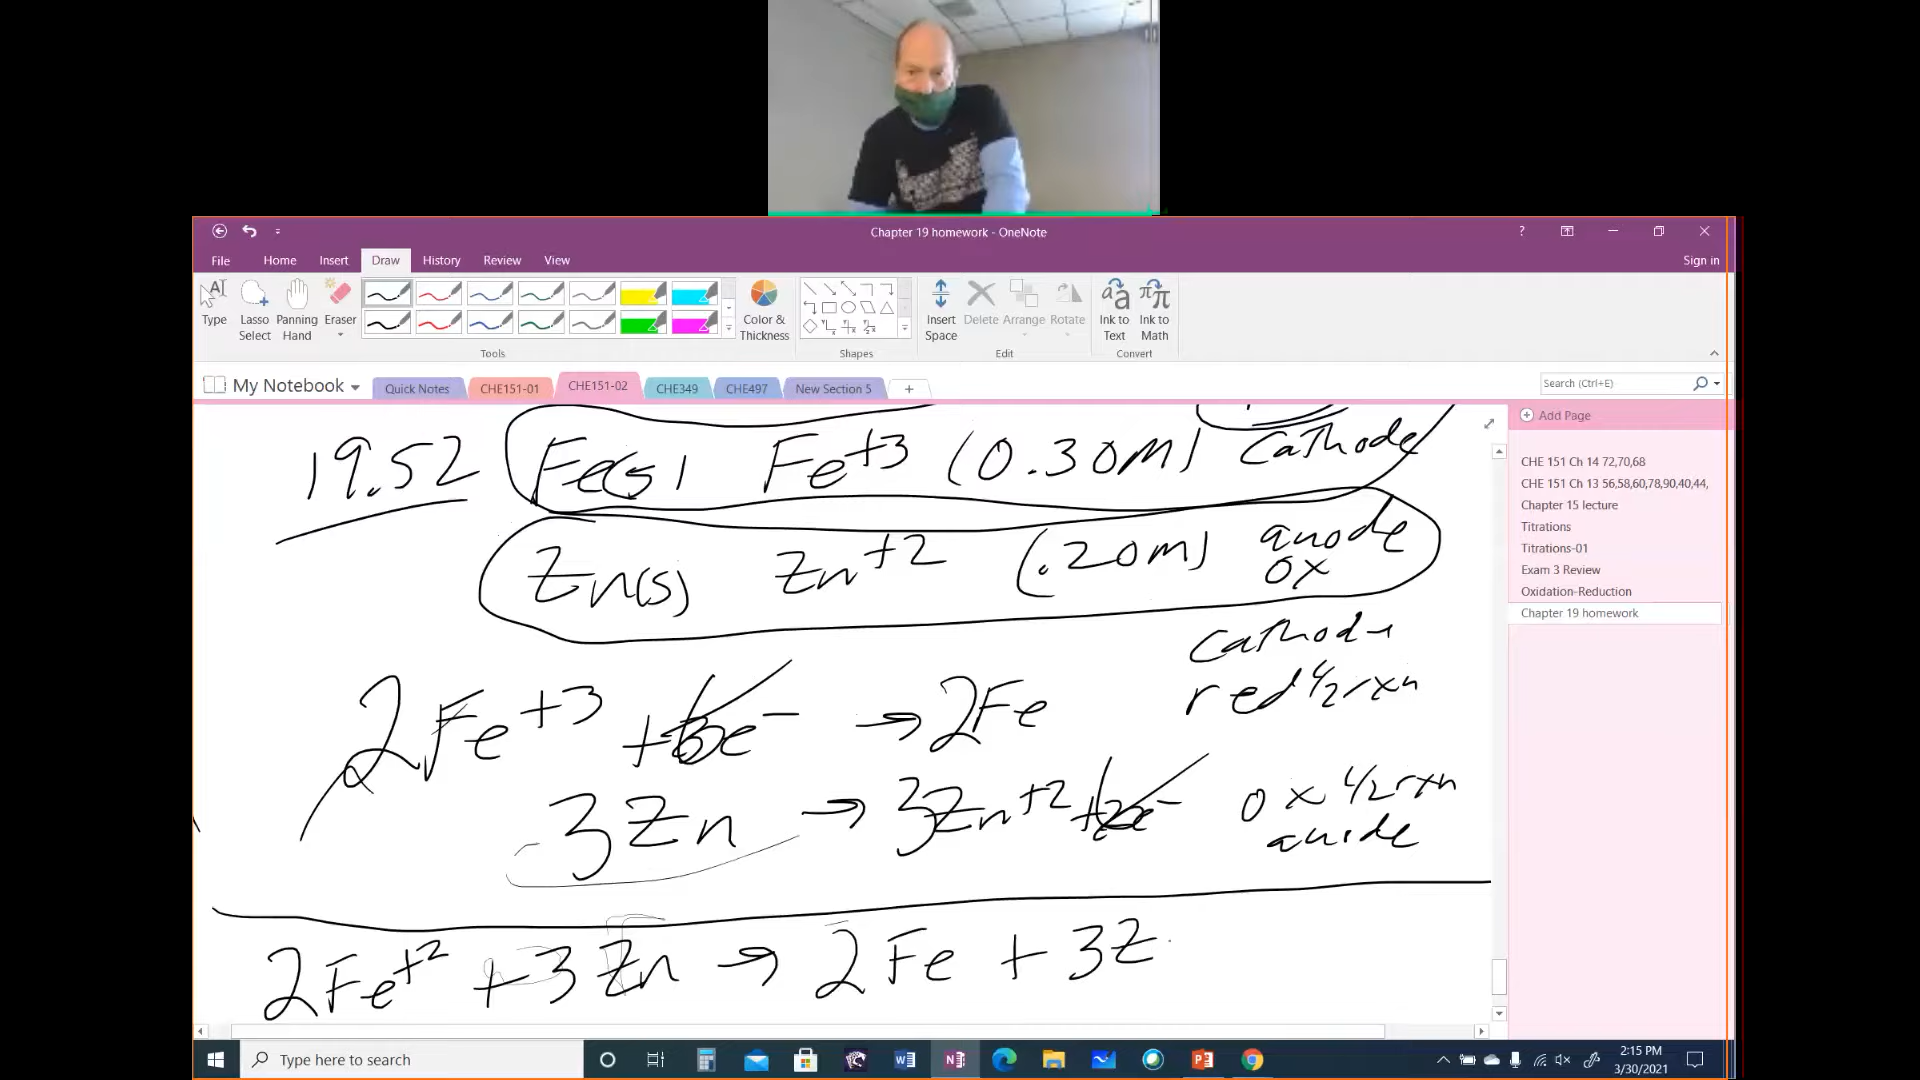 Chapter 19 homework - OneNote
?
Sign in
File Home Insert Draw History Review View
Type
Lasso Select
Panning Hand
Eraser
Color & Thickness
Insert Space
Delete
Arrange
Rotate
Ink to Text
Ink to Math
Tools
Shapes
Edit
Convert
My Notebook
Quick Notes
CHE151-01
CHE151-02
CHE349
CHE497
New Section 5
Search (Ctrl+E)
Add Page
CHE 151 Ch 14 72,70,68
CHE 151 Ch 13 56,58,60,78,90,40,44,
Chapter 15 lecture
Titrations
Titrations-01
Exam 3 Review
Oxidation-Reduction
Chapter 19 homework
19.52 Fe(s) Fe+3 (0.30M) Cathode
Zn(s) Zn+2 (.20M) anode
ox
Cathode
red 1/2 rxn
2Fe+3 + 6e- → 2Fe
3Zn → 3Zn+2 + 6e- ox 1/2 rxn
anode
2Fe+2 + 3Zn → 2Fe + 3Z
Type here to search
2:15 PM
3/30/2021